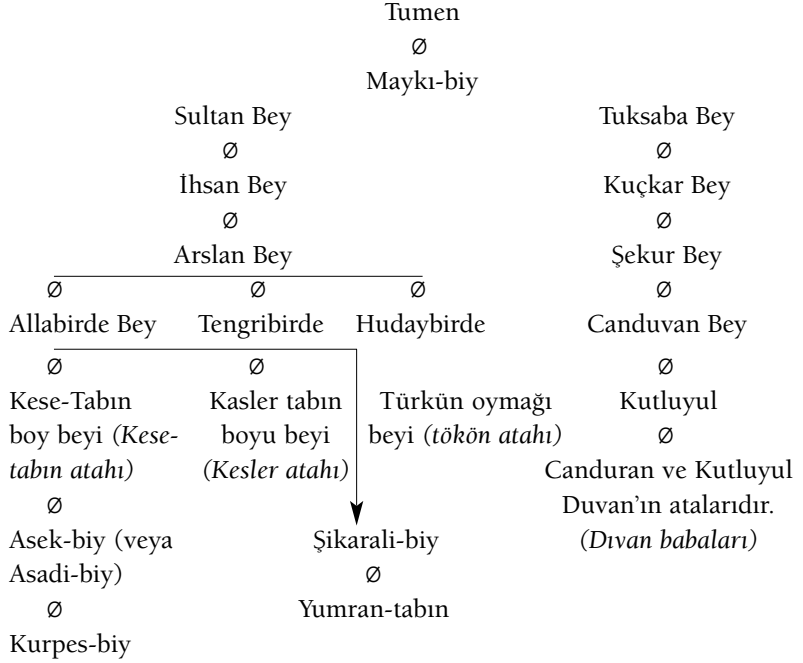 Tumen
Ø
Maykı-biy
Sultan Bey Tuksaba Bey
Ø Ø
İhsan Bey Kuçkar Bey
Ø Ø
Arslan Bey Şekur Bey
Ø Ø Ø Ø
Allabirde Bey Tengribirde Hudaybirde Canduvan Bey
Ø Ø Ø
Kese-Tabın Kasler tabın Türkün oymağı Kutluyul
boy beyi (Kese- boyu beyi beyi (tökön atahı) Ø
tabın atahı) (Kesler atahı) Canduran ve Kutluyul
Ø Duvan’ın atalarıdır.
Asek-biy (veya Şikarali-biy (Dıvan babaları)
Asadi-biy) Ø
Ø Yumran-tabın
Kurpes-biy